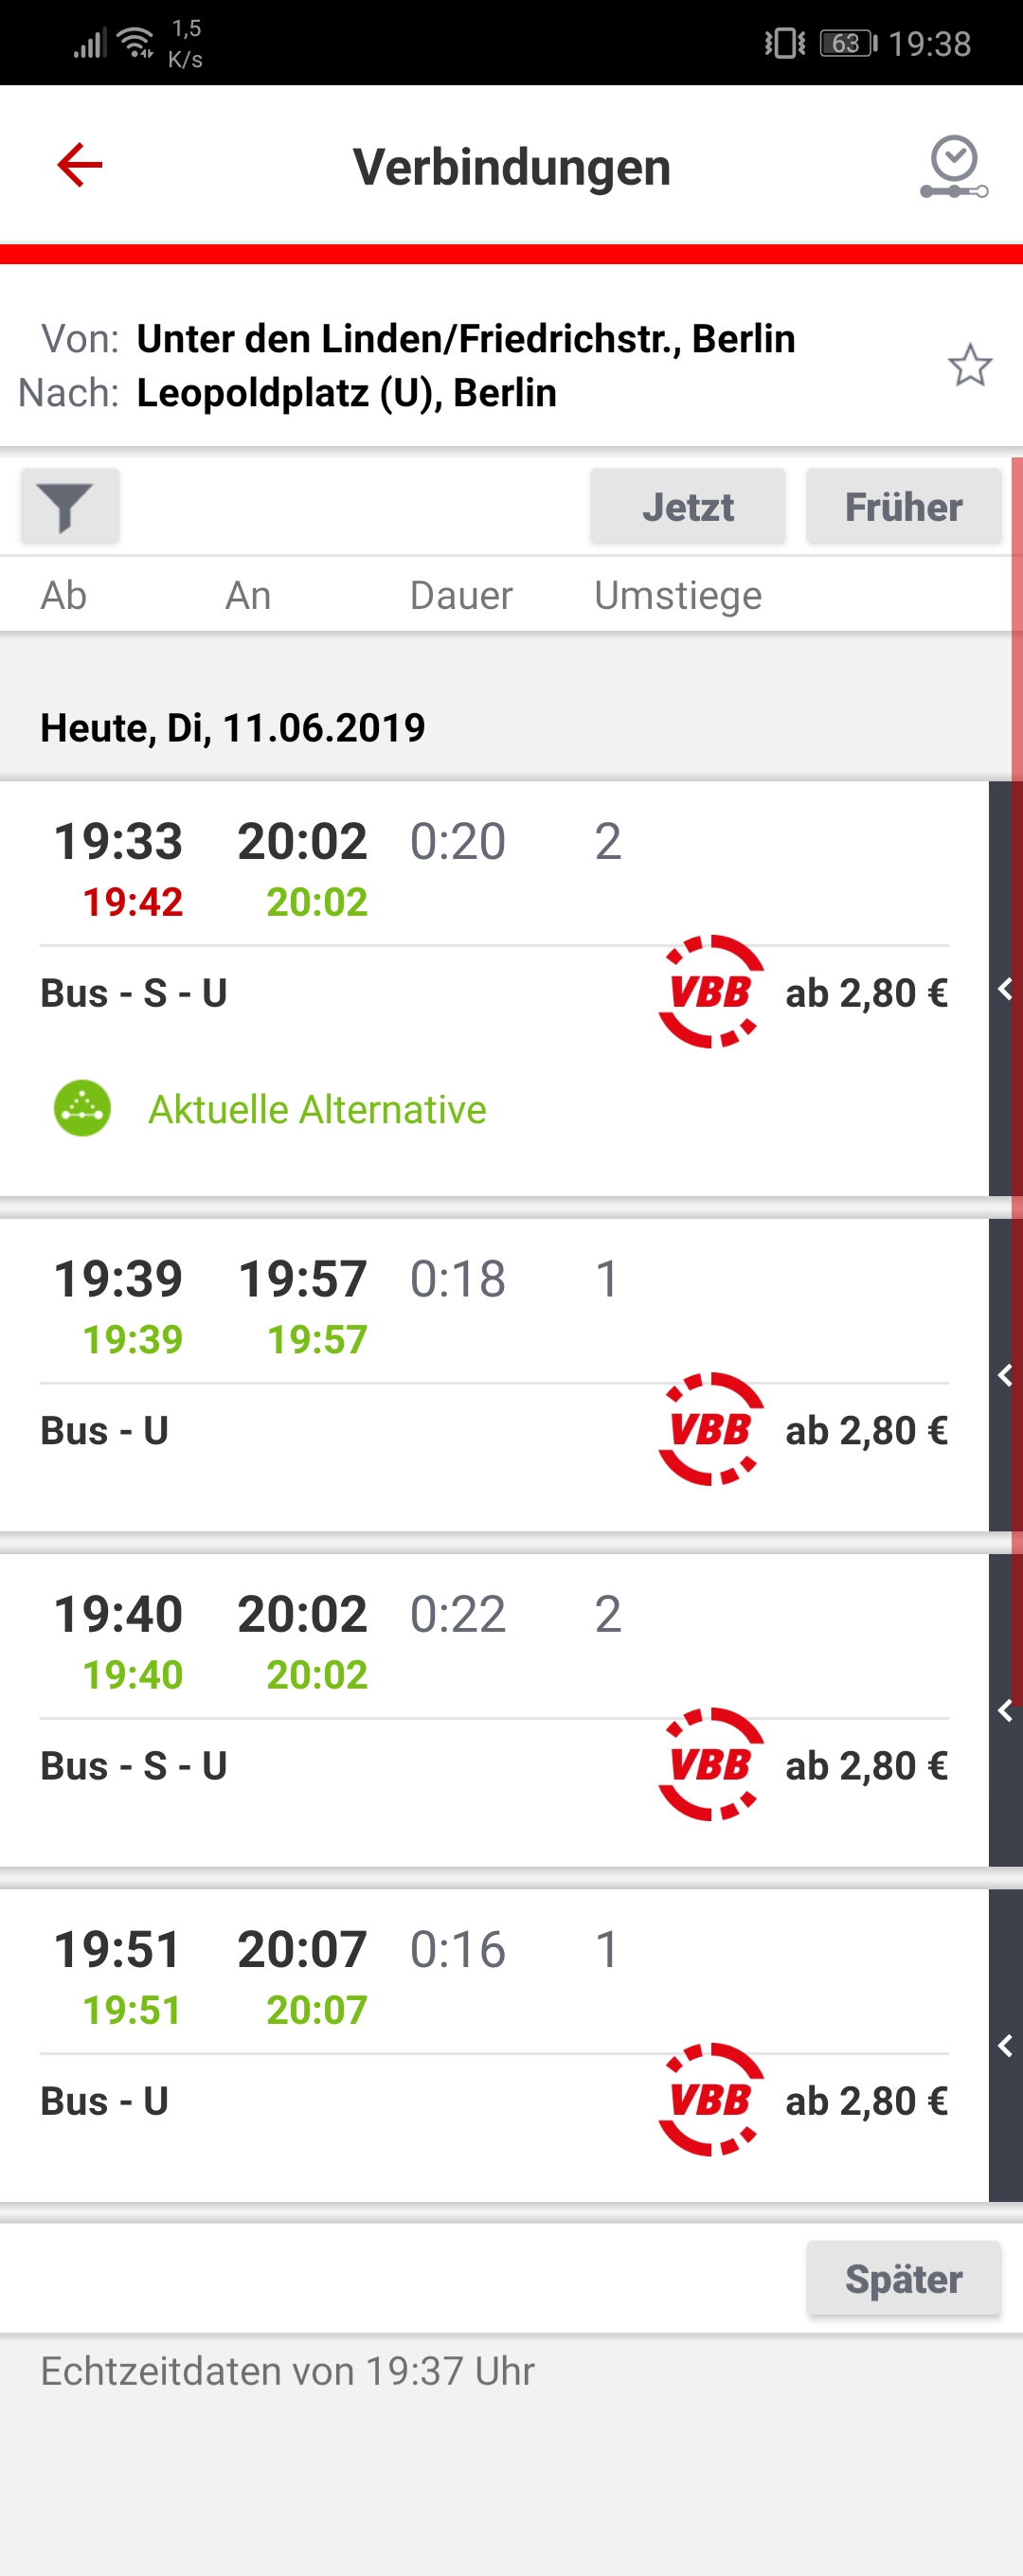 1,5
K/s
63 19:38
Verbindungen
Von: Unter den Linden/Friedrichstr., Berlin
Nach: Leopoldplatz (U), Berlin
Jetzt Früher
Ab An Dauer Umstiege
Heute, Di, 11.06.2019
19:33 20:02 0:20 2
19:42 20:02
Bus - S - U VBB ab 2,80 €
Aktuelle Alternative
19:39 19:57 0:18 1
19:39 19:57
Bus - U VBB ab 2,80 €
19:40 20:02 0:22 2
19:40 20:02
Bus - S - U VBB ab 2,80 €
19:51 20:07 0:16 1
19:51 20:07
Bus - U VBB ab 2,80 €
Später
Echtzeitdaten von 19:37 Uhr